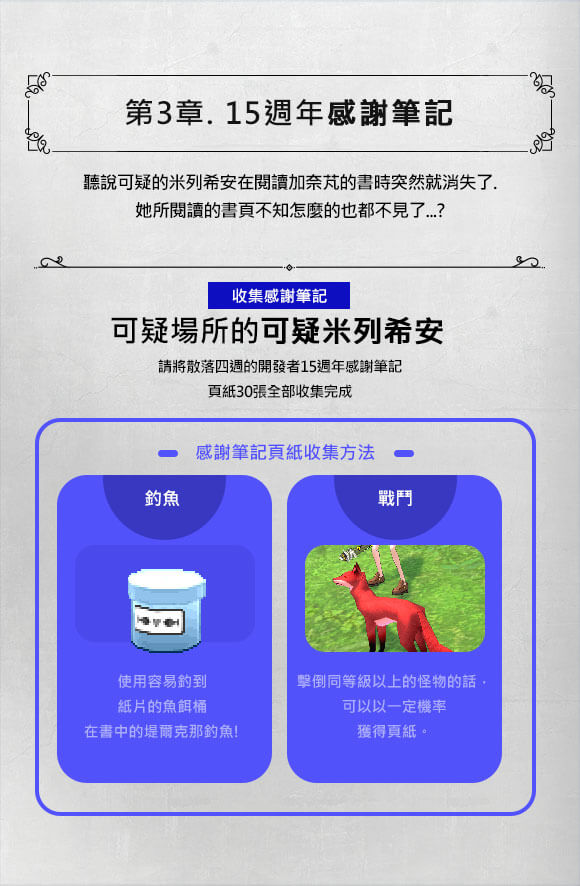 第3章. 15週年感謝筆記
聽說可疑的米列希安在閱讀加奈芃的書時突然就消失了.
她所閱讀的書頁不知怎麼的也都不見了...?
收集感謝筆記
可疑場所的可疑米列希安
請將散落四週的開發者15週年感謝筆記
頁紙30張全部收集完成
感謝筆記頁紙收集方法
釣魚
使用容易釣到
紙片的魚餌桶
在書中的堤爾克那釣魚!
戰鬥
擊倒同等級以上的怪物的話，
可以以一定機率
獲得頁紙。